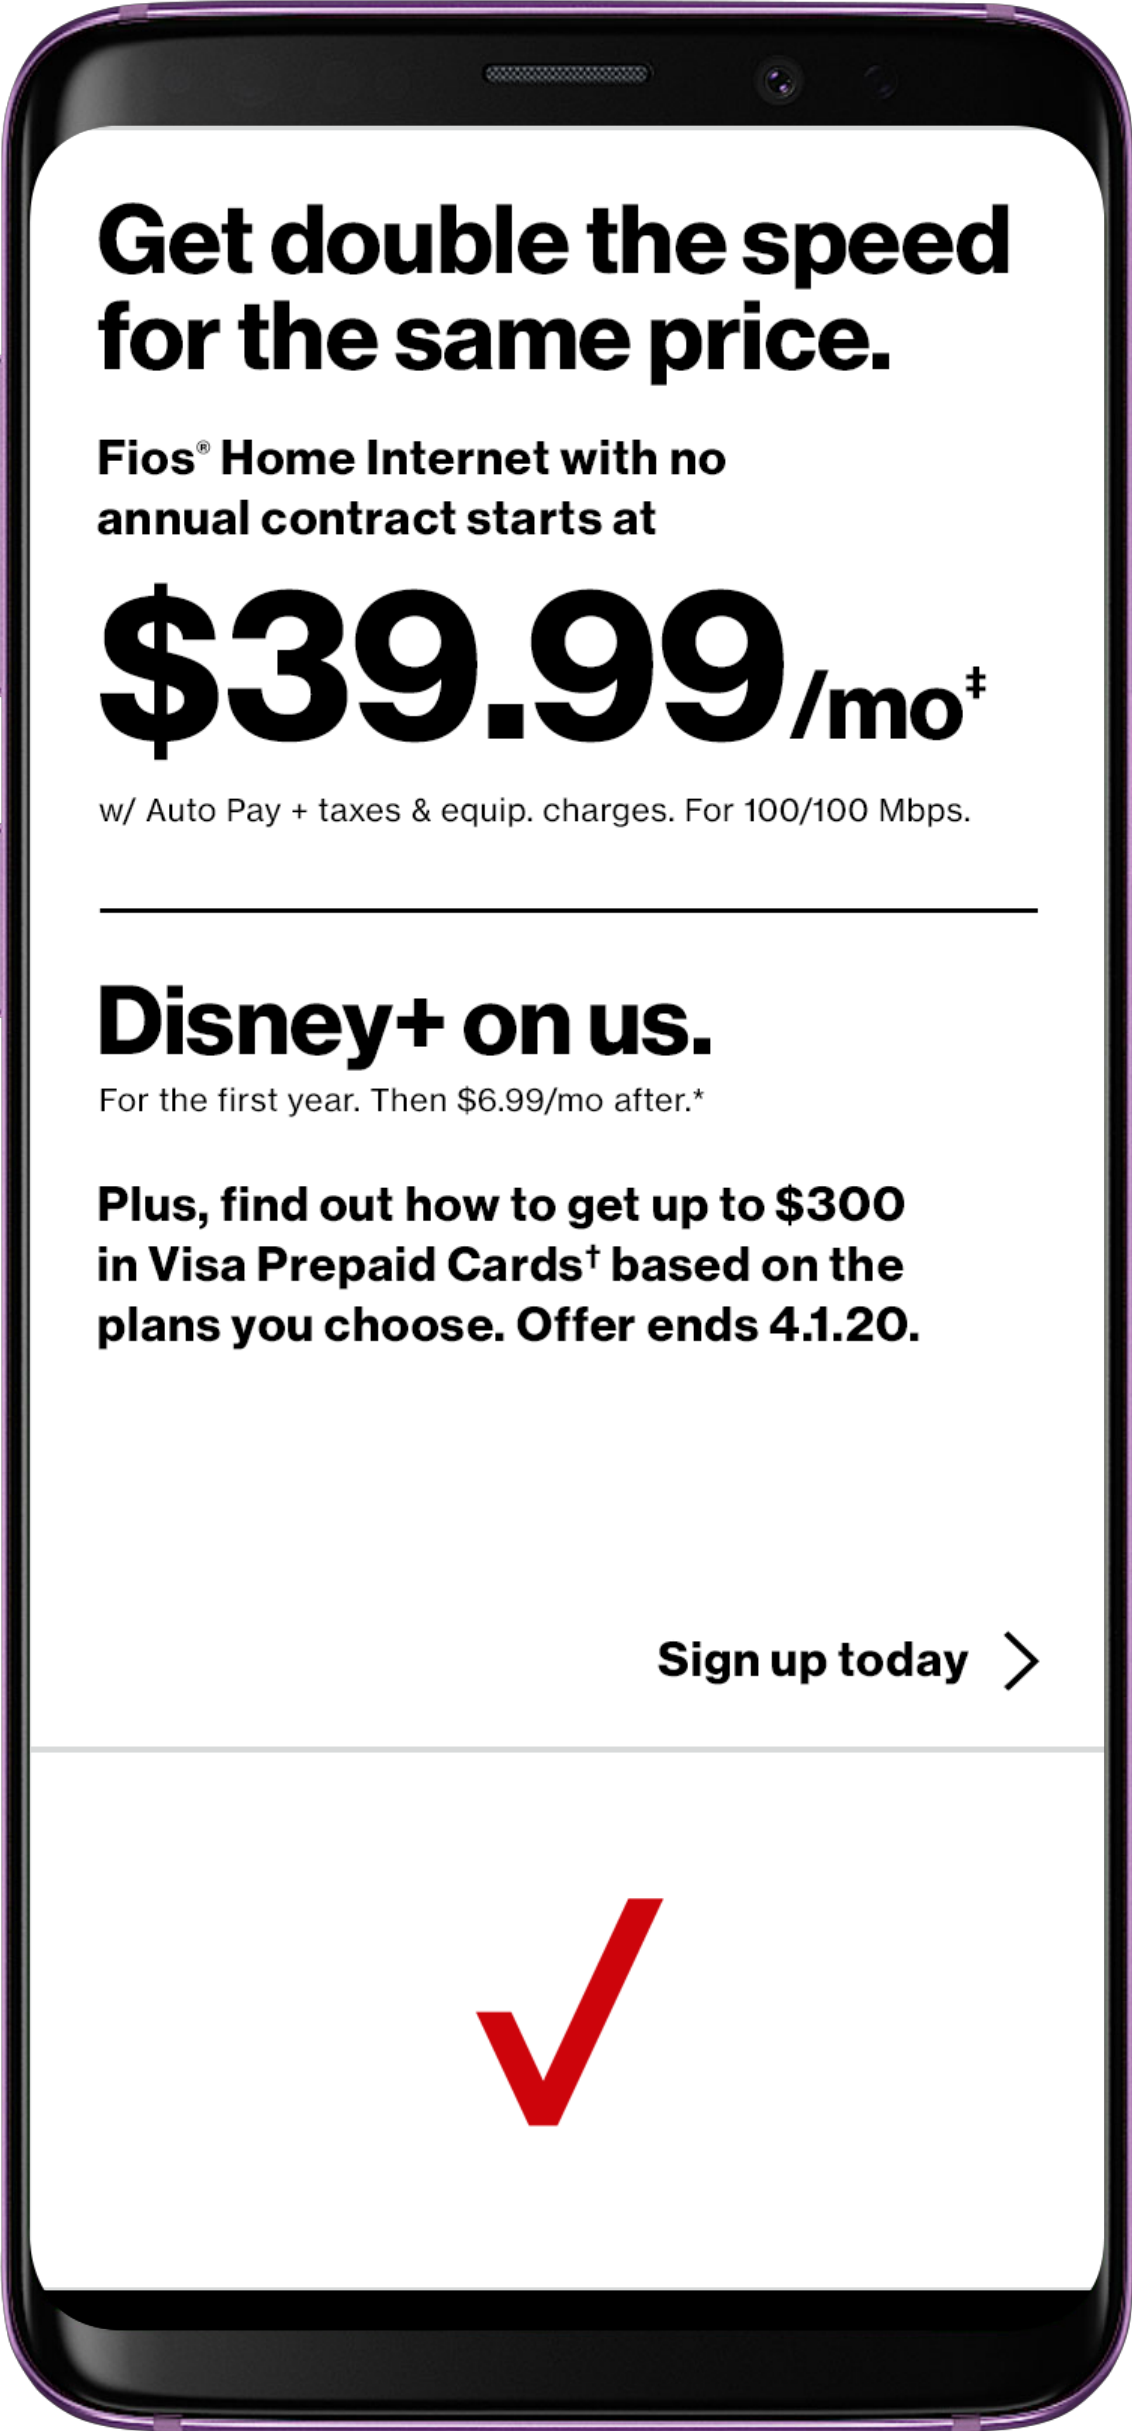 Get double the speed
for the same price.
Fios® Home Internet with no
annual contract starts at
$39.99/mo‡
w/ Auto Pay + taxes & equip. charges. For 100/100 Mbps.
Disney+ on us.
For the first year. Then $6.99/mo after.*
Plus, find out how to get up to $300
in Visa Prepaid Cards† based on the
plans you choose. Offer ends 4.1.20.
Sign up today